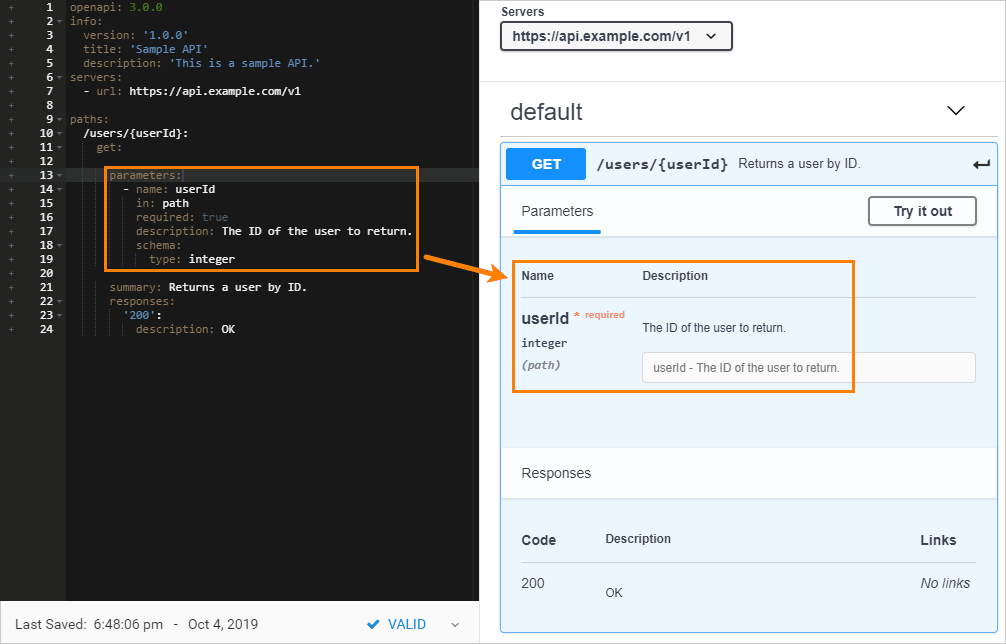 1 openapi: 3.0.0
2 info:
3 version: '1.0.0'
4 title: 'Sample API'
5 description: 'This is a sample API.'
6 servers:
7 - url: https://api.example.com/v1
8
9 paths:
10 /users/{userId}:
11 get:
12
13 parameters:
14 - name: userId
15 in: path
16 required: true
17 description: The ID of the user to return.
18 schema:
19 type: integer
20
21 summary: Returns a user by ID.
22 responses:
23 '200':
24 description: OK
Last Saved: 6:48:06 pm - Oct 4, 2019 VALID
Servers
https://api.example.com/v1
default
GET /users/{userId} Returns a user by ID.
Parameters Try it out
Name Description
userId * required
The ID of the user to return.
integer
(path)
userId - The ID of the user to return.
Responses
Code Description Links
200 OK No links